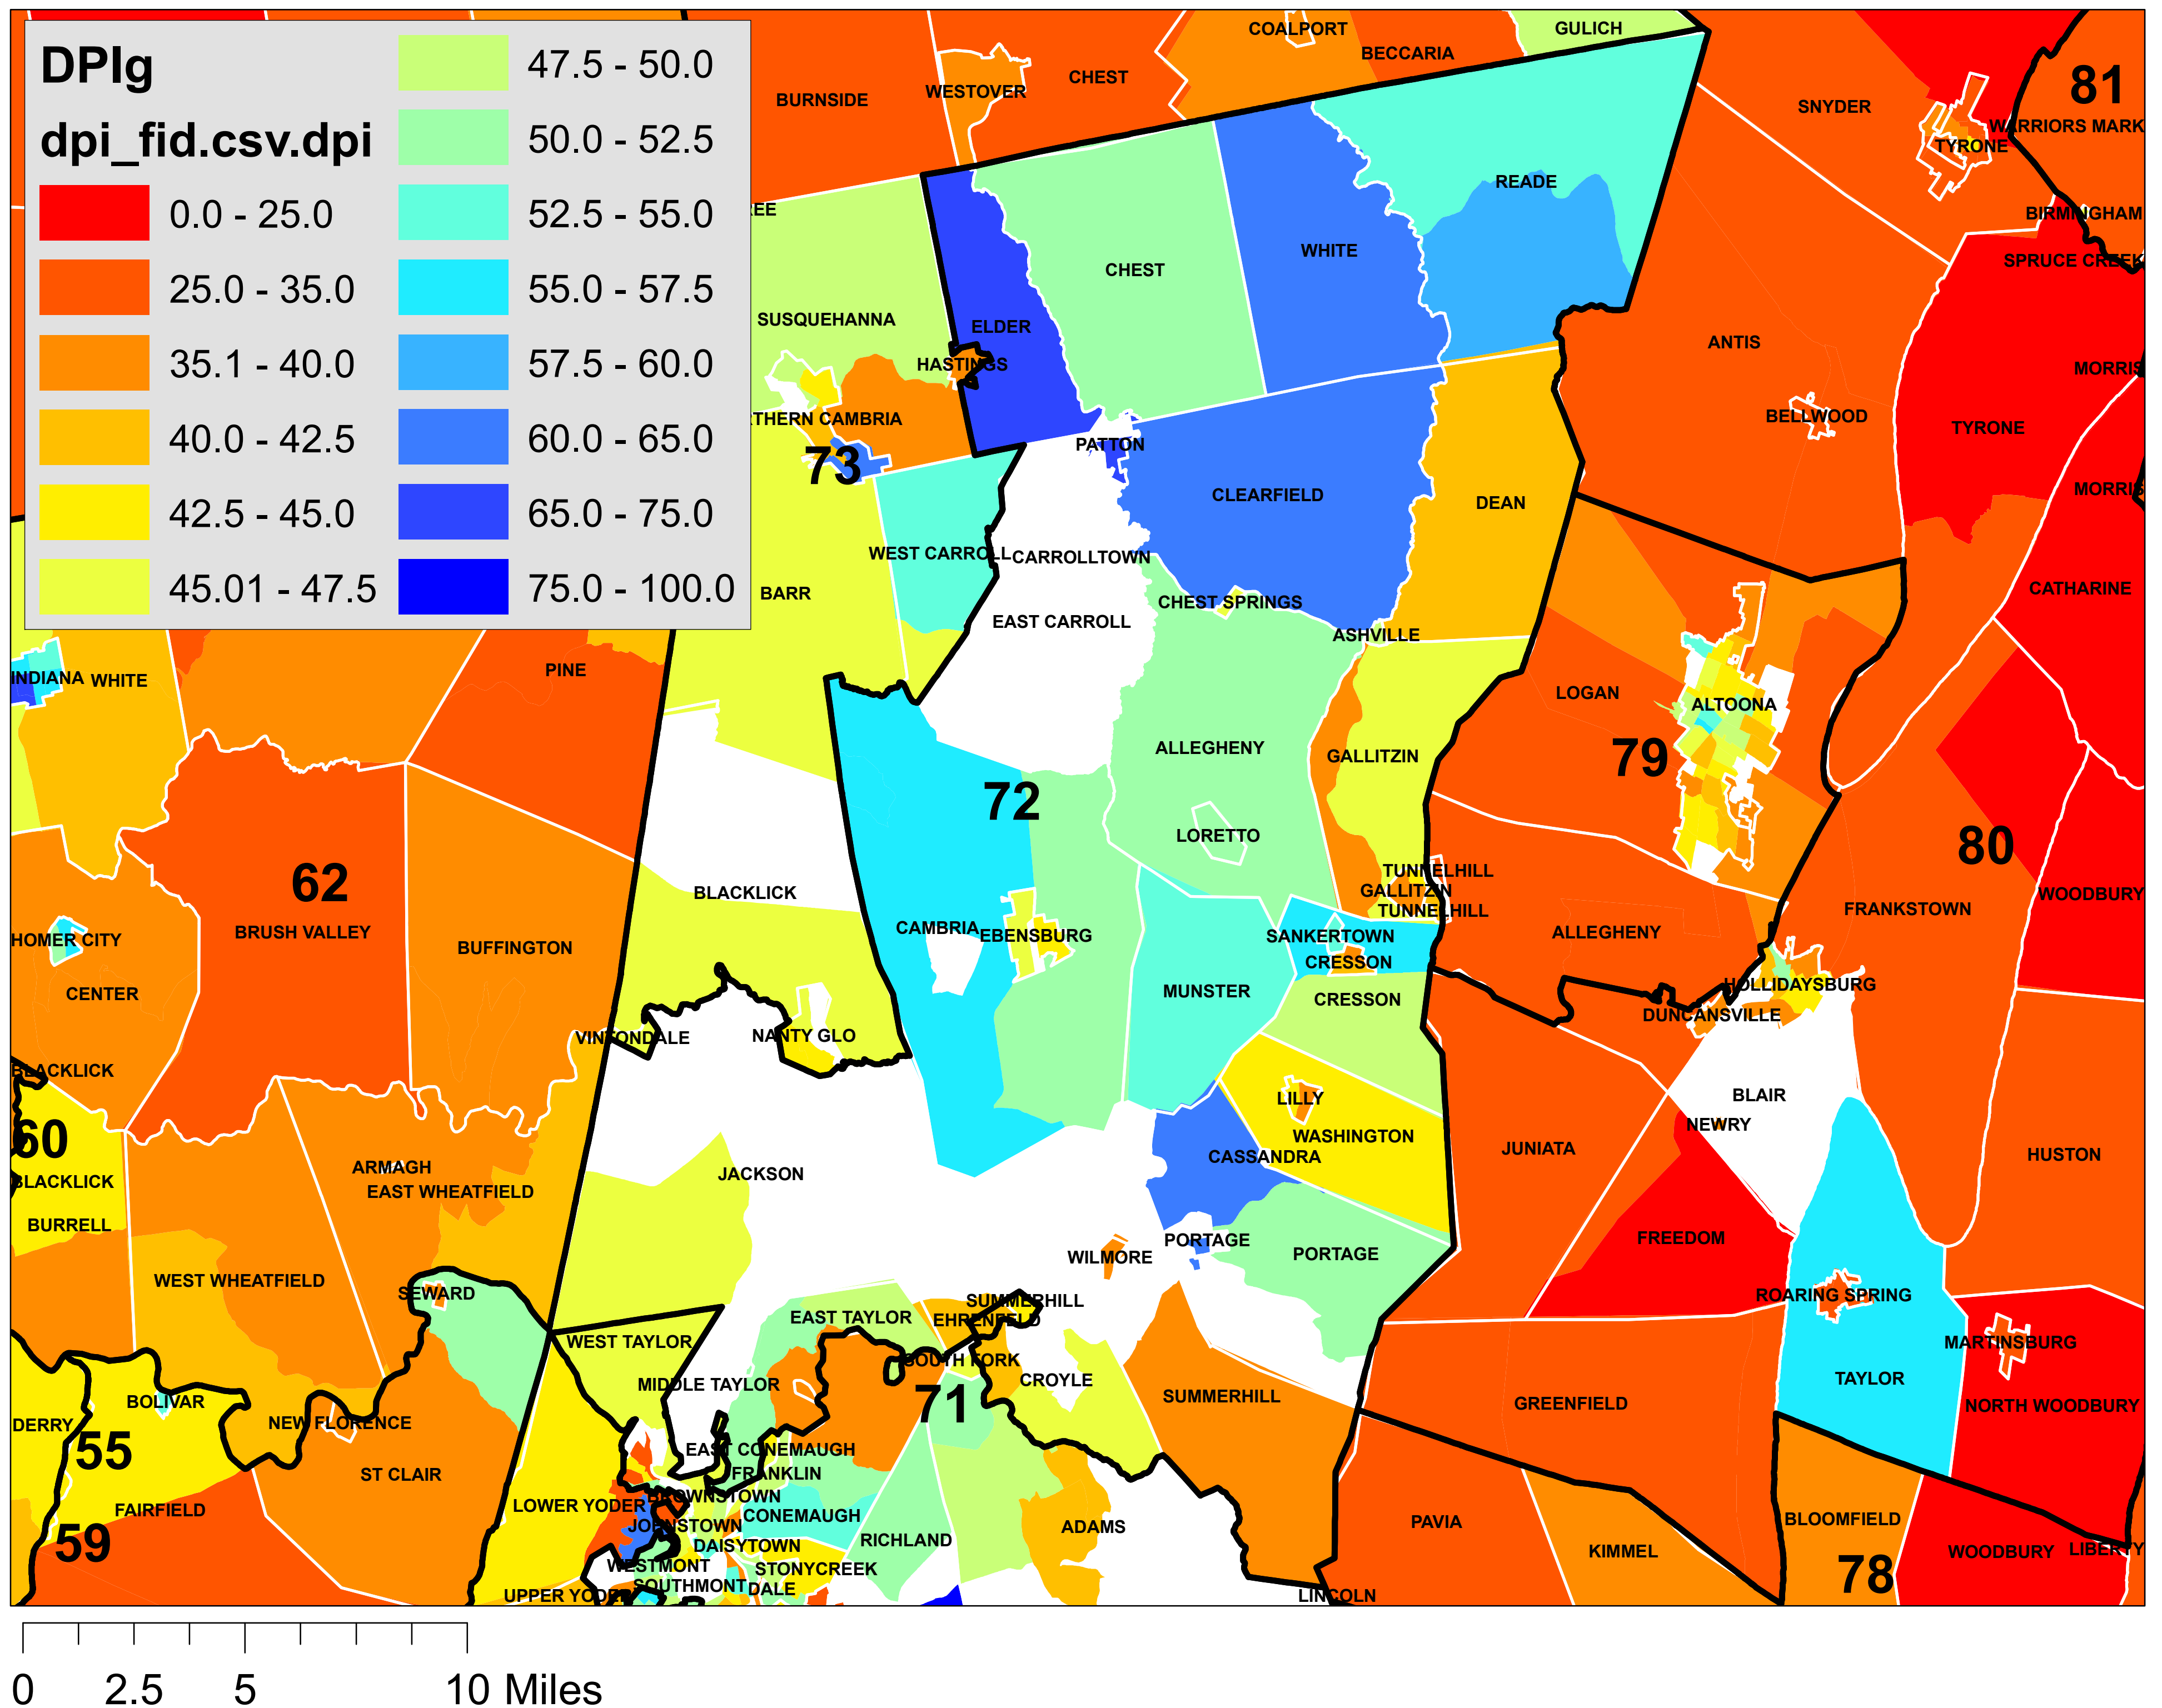 DPIg
dpi_fid.csv.dpi
0.0 - 25.0
25.0 - 35.0
35.1 - 40.0
40.0 - 42.5
42.5 - 45.0
45.01 - 47.5
47.5 - 50.0
50.0 - 52.5
52.5 - 55.0
55.0 - 57.5
57.5 - 60.0
60.0 - 65.0
65.0 - 75.0
75.0 - 100.0
COALPORT
GULICH
BECCARIA
CHEST
WESTOVER
BURNSIDE
81
SNYDER
WARRIORS MARK
TYRONE
READE
REE
BIRMINGHAM
WHITE
SPRUCE CREEK
CHEST
SUSQUEHANNA
ELDER
ANTIS
HASTINGS
MORRIS
BELLWOOD
THERN CAMBRIA
TYRONE
PATTON
73
CLEARFIELD
DEAN
MORRIS
WEST CARROLL
CARROLLTOWN
BARR
CATHARINE
CHEST SPRINGS
EAST CARROLL
ASHVILLE
PINE
INDIANA
WHITE
LOGAN
ALTOONA
ALLEGHENY
GALLITZIN
79
72
LORETTO
80
TUNNELHILL
62
BLACKLICK
GALLITZIN
WOODBURY
TUNNELHILL
FRANKSTOWN
BRUSH VALLEY
CAMBRIA
EBENSBURG
SANKERTOWN
ALLEGHENY
HOMER CITY
BUFFINGTON
CRESSON
CENTER
MUNSTER
CRESSON
HOLLIDAYSBURG
DUNCANSVILLE
VINTONDALE
NANTY GLO
BLACKLICK
LILLY
BLAIR
NEWRY
60
WASHINGTON
JUNIATA
HUSTON
CASSANDRA
ARMAGH
JACKSON
BLACKLICK
EAST WHEATFIELD
BURRELL
PORTAGE
FREEDOM
WILMORE
PORTAGE
WEST WHEATFIELD
SEWARD
ROARING SPRING
SUMMERHILL
EAST TAYLOR
EHRENFELD
WEST TAYLOR
MARTINSBURG
SOUTH FORK
MIDDLE TAYLOR
CROYLE
TAYLOR
SUMMERHILL
BOLIVAR
71
GREENFIELD
NORTH WOODBURY
DERRY
NEW FLORENCE
55
EAST CONEMAUGH
ST CLAIR
FRANKLIN
BROWNSTOWN
LOWER YODER
FAIRFIELD
CONEMAUGH
BLOOMFIELD
PAVIA
JOHNSTOWN
ADAMS
59
RICHLAND
DAISYTOWN
KIMMEL
WOODBURY
LIBERTY
WESTMONT
STONYCREEK
78
SOUTHMONT
DALE
UPPER YODER
LINCOLN
0
2.5
5
10 Miles